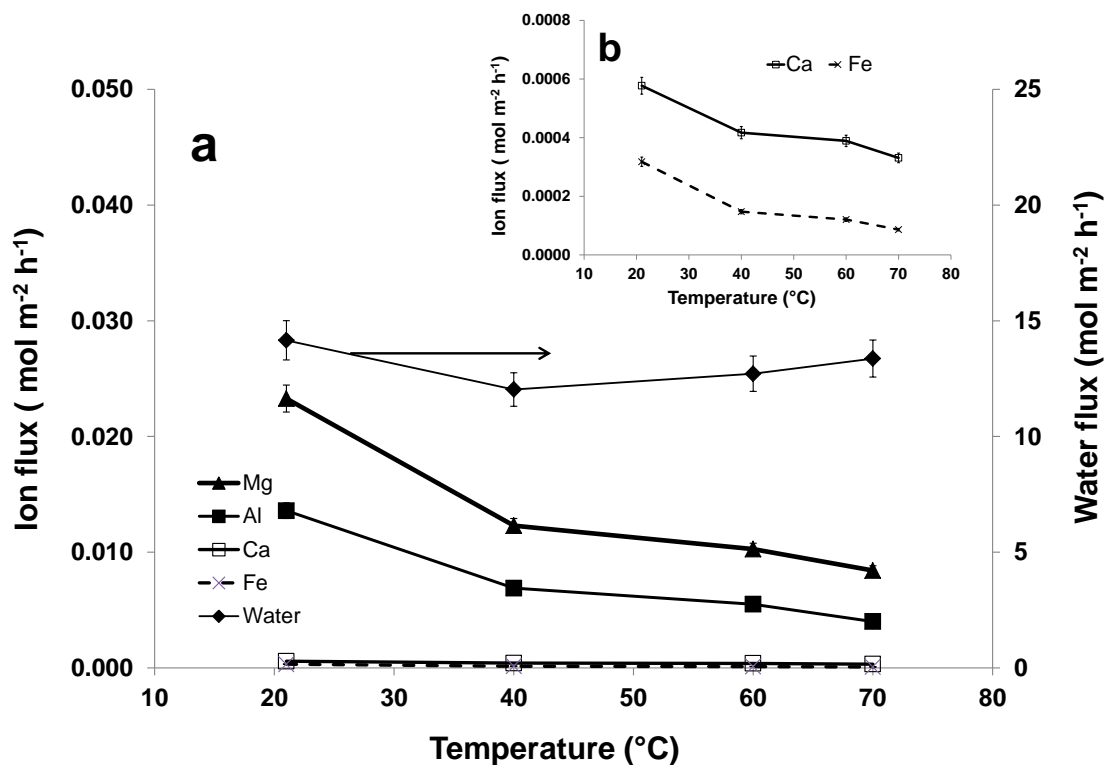 a
0.050
0.040
0.030
0.020
0.010
0.000
Ion flux ( mol m-2 h-1)
10 20 30 40 50 60 70 80
Temperature (°C)
25
20
15
10
5
0
Water flux (mol m-2 h-1)
Mg
Al
Ca
Fe
Water
b
Ca Fe
0.0008
0.0006
0.0004
0.0002
0.0000
Ion flux ( mol m-2 h-1)
10 20 30 40 50 60 70 80
Temperature (°C)